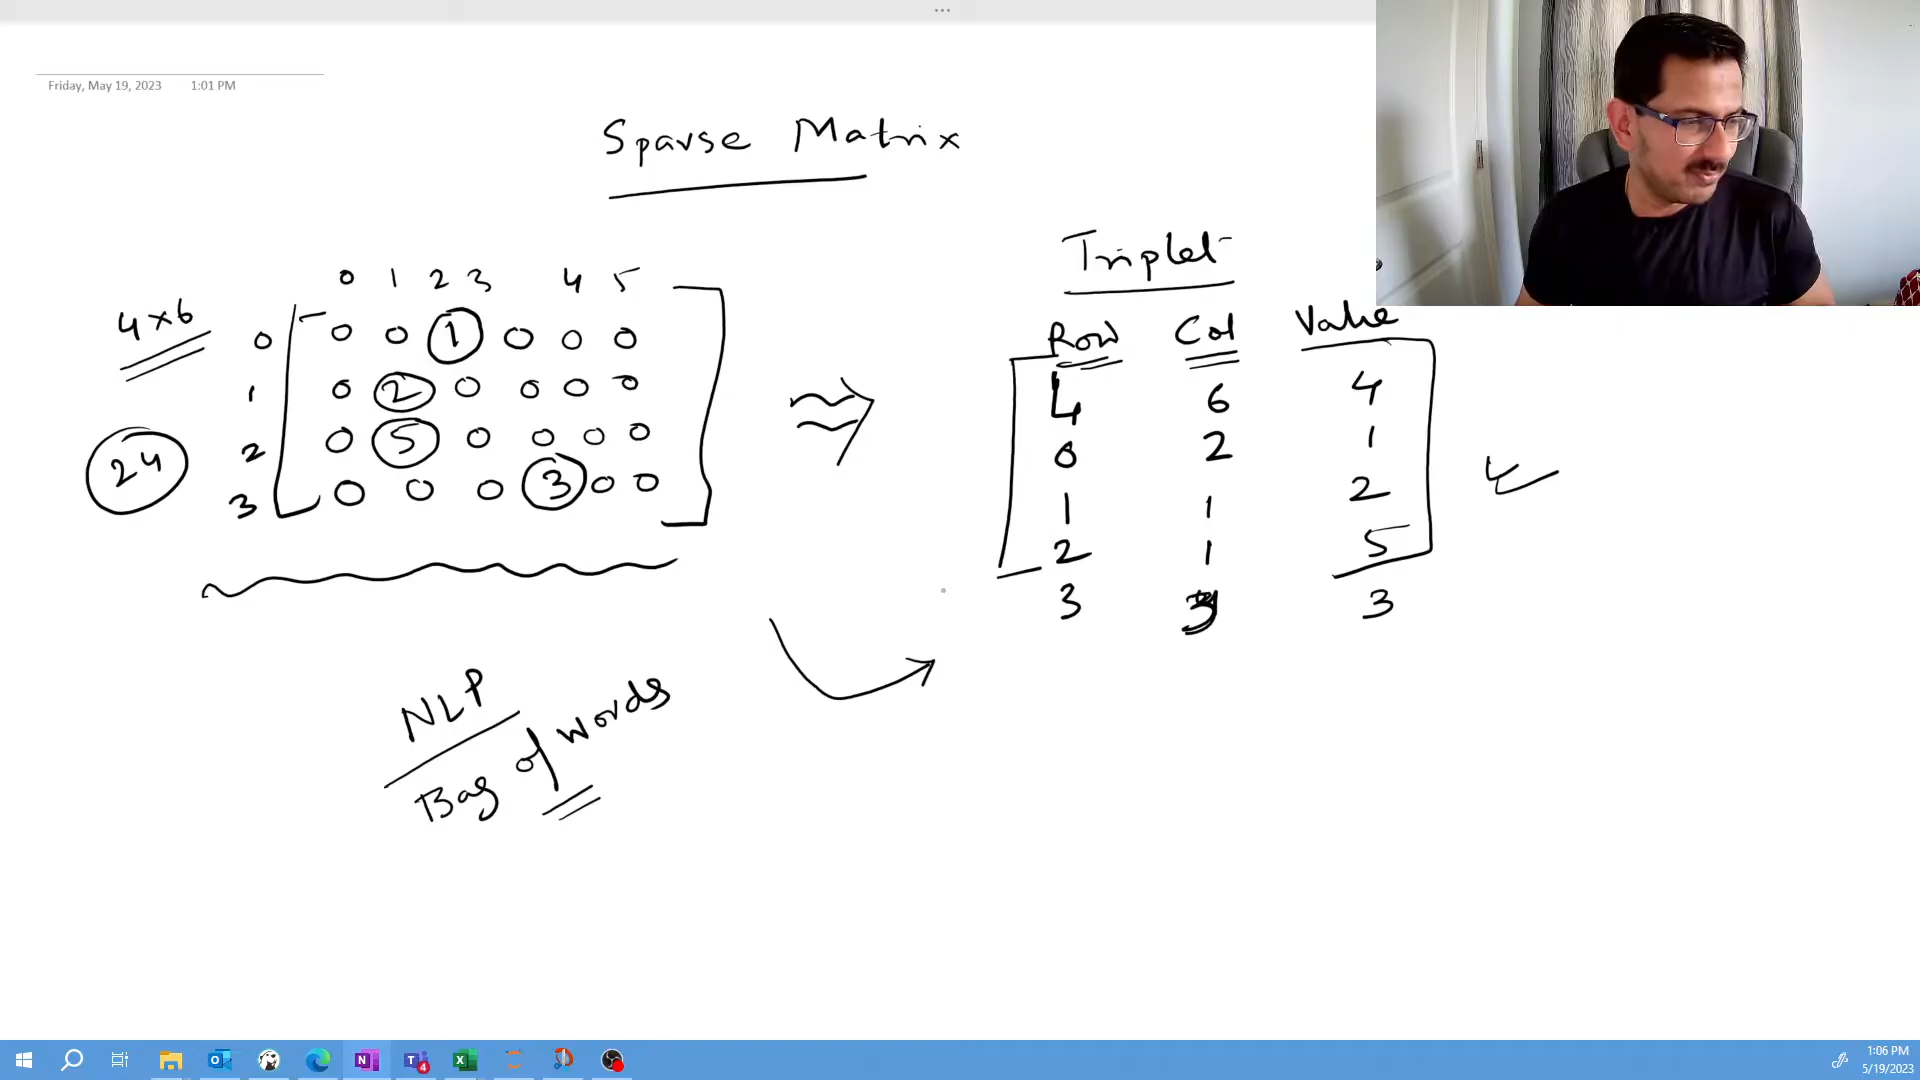 Friday, May 19, 2023 1:01 PM
Sparse Matrix
4x6
24
0 1 2 3 4 5
0 0 0 1 0 0 0
1 0 2 0 0 0 0
2 0 5 0 0 0 0
3 0 0 0 3 0 0
Triplet
Row Col Value
4 6 4
0 2 1
1 1 2
2 1 5
3 3 3
NLP
Bag of words
1:06 PM
5/19/2023